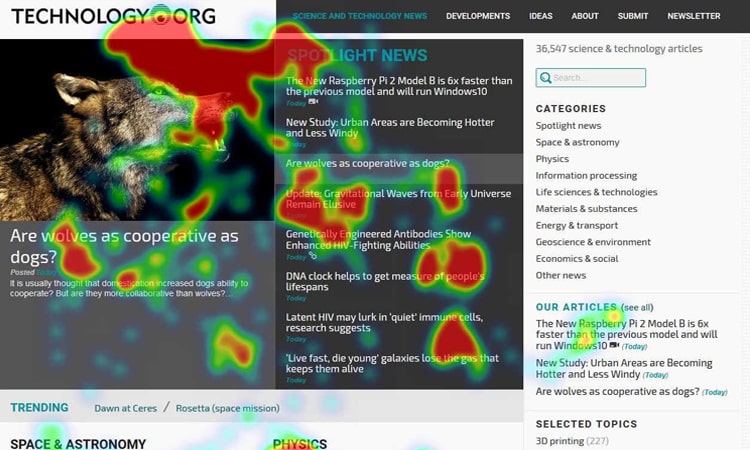 TECHNOLOGY ORG
SCIENCE AND TECHNOLOGY NEWS DEVELOPMENTS IDEAS ABOUT SUBMIT NEWSLETTER
Are wolves as cooperative as
dogs?
Posted Today
It is usually thought that domestication increased dogs ability to
cooperate? But are they more collaborative than wolves?...
SPOTLIGHT NEWS
The New Raspberry Pi 2 Model B is 6x faster than
the previous model and will run Windows10
Today
New Study: Urban Areas are Becoming Hotter
and Less Windy
Today
Are wolves as cooperative as dogs?
Today
Update: Gravitational Waves from Early Universe
Remain Elusive
Today
Genetically Engineered Antibodies Show
Enhanced HIV-Fighting Abilities
Today
DNA clock helps to get measure of people's
lifespans
Today
Latent HIV may lurk in 'quiet' immune cells,
research suggests
Today
'Live fast, die young' galaxies lose the gas that
keeps them alive
Today
36,547 science & technology articles
Search...
CATEGORIES
Spotlight news
Space & astronomy
Physics
Information processing
Life sciences & technologies
Materials & substances
Energy & transport
Geoscience & environment
Economics & social
Other news
OUR ARTICLES (see all)
The New Raspberry Pi 2 Model B is 6x
faster than the previous model and will
run Windows10 (Today)
New Study: Urban Areas are Becoming
Hotter and Less Windy (Today)
Are wolves as cooperative as dogs? (Today)
SELECTED TOPICS
3D printing (227)
TRENDING Dawn at Ceres / Rosetta (space mission)
SPACE & ASTRONOMY PHYSICS